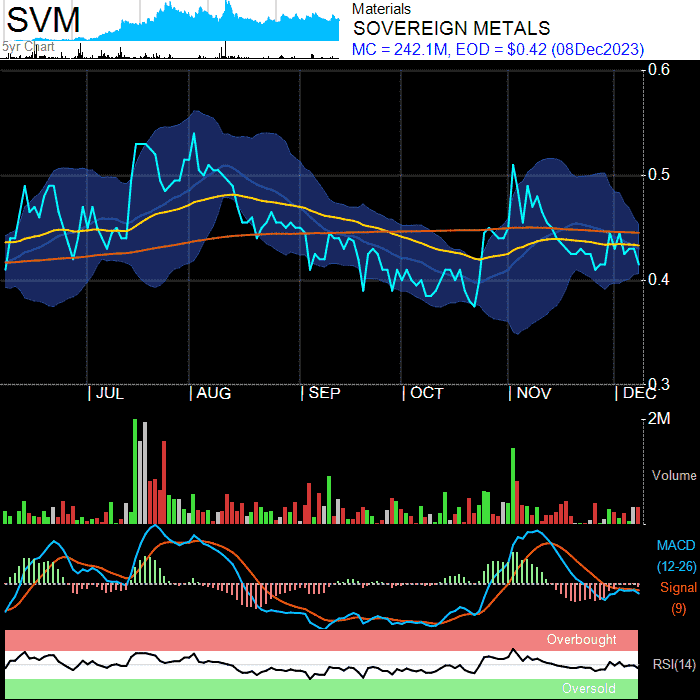 SVM
5yr Chart
Materials
SOVEREIGN METALS
MC = 242.1M, EOD = $0.42 (08Dec2023)
0.6
0.5
0.4
0.3
| JUL | AUG | SEP | OCT | NOV | DEC
2M
Volume
MACD
(12-26)
Signal
(9)
Overbought
RSI(14)
Oversold